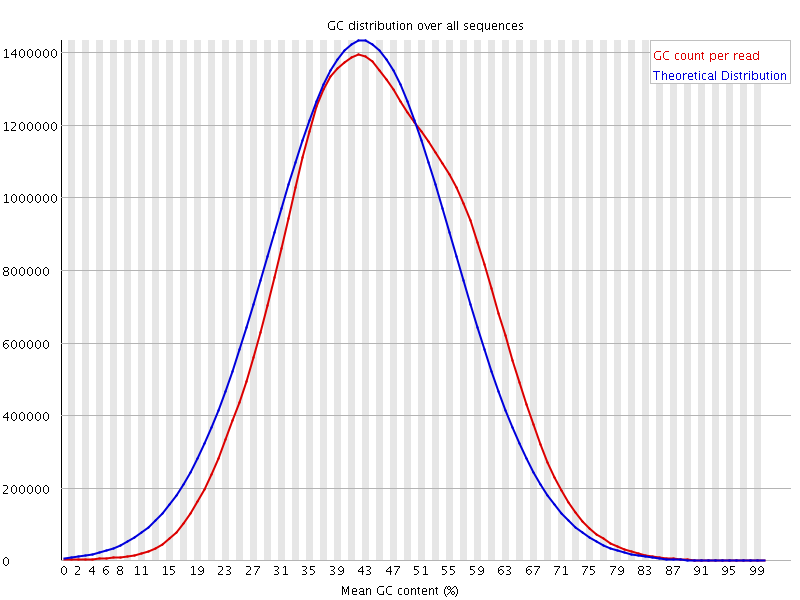 GC distribution over all sequences
GC count per read
Theoretical Distribution
1400000
1200000
1000000
800000
600000
400000
200000
0
0 2 4 6 8 11 15 19 23 27 31 35 39 43 47 51 55 59 63 67 71 75 79 83 87 91 95 99
Mean GC content (%)